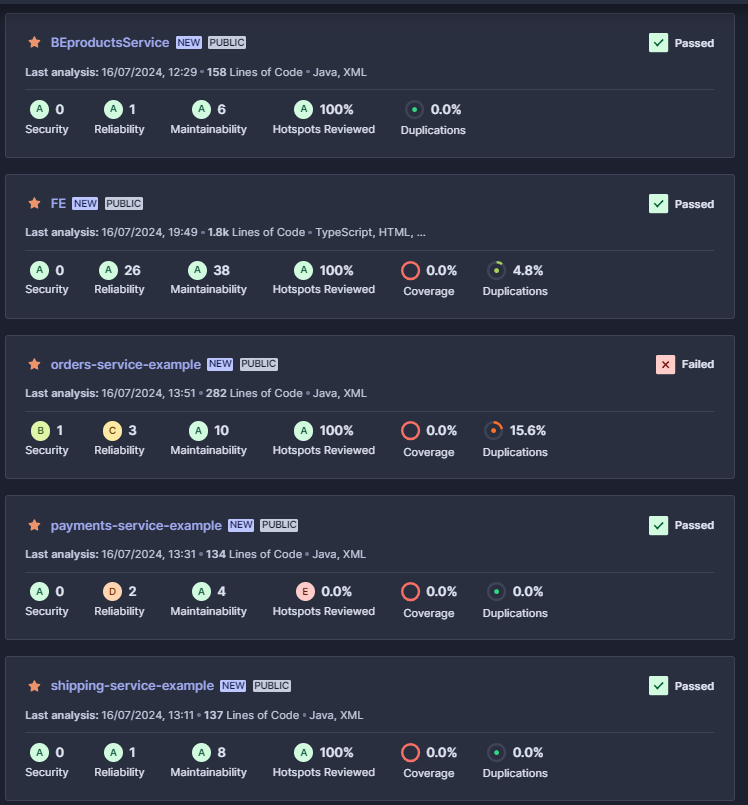 BEproductsService NEW PUBLIC Passed
Last analysis: 16/07/2024, 12:29 • 158 Lines of Code • Java, XML
A 0 A 1 A 6 A 100% 0.0%
Security Reliability Maintainability Hotspots Reviewed Duplications
FE NEW PUBLIC Passed
Last analysis: 16/07/2024, 19:49 • 1.8k Lines of Code • TypeScript, HTML, ...
A 0 A 26 A 38 A 100% 0.0% 4.8%
Security Reliability Maintainability Hotspots Reviewed Coverage Duplications
orders-service-example NEW PUBLIC Failed
Last analysis: 16/07/2024, 13:51 • 282 Lines of Code • Java, XML
B 1 C 3 A 10 A 100% 0.0% 15.6%
Security Reliability Maintainability Hotspots Reviewed Coverage Duplications
payments-service-example NEW PUBLIC Passed
Last analysis: 16/07/2024, 13:31 • 134 Lines of Code • Java, XML
A 0 D 2 A 4 E 0.0% 0.0% 0.0%
Security Reliability Maintainability Hotspots Reviewed Coverage Duplications
shipping-service-example NEW PUBLIC Passed
Last analysis: 16/07/2024, 13:11 • 137 Lines of Code • Java, XML
A 0 A 1 A 8 A 100% 0.0% 0.0%
Security Reliability Maintainability Hotspots Reviewed Coverage Duplications